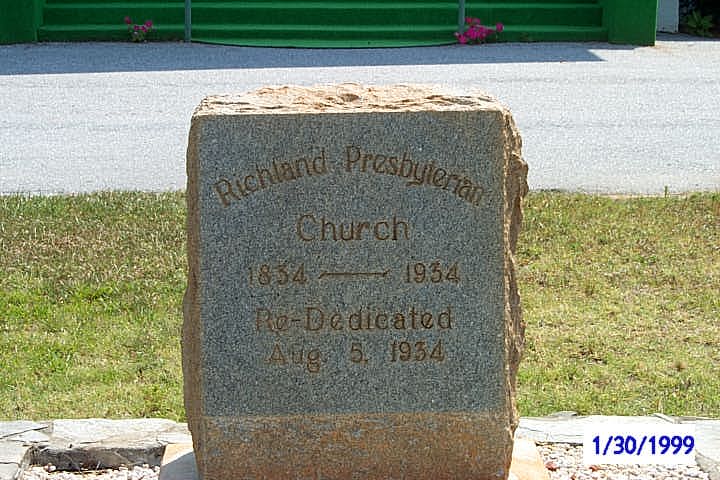 Richland Presbyterian
Church
1834 — 1934
Re-Dedicated
Aug. 5, 1934
1/30/1999